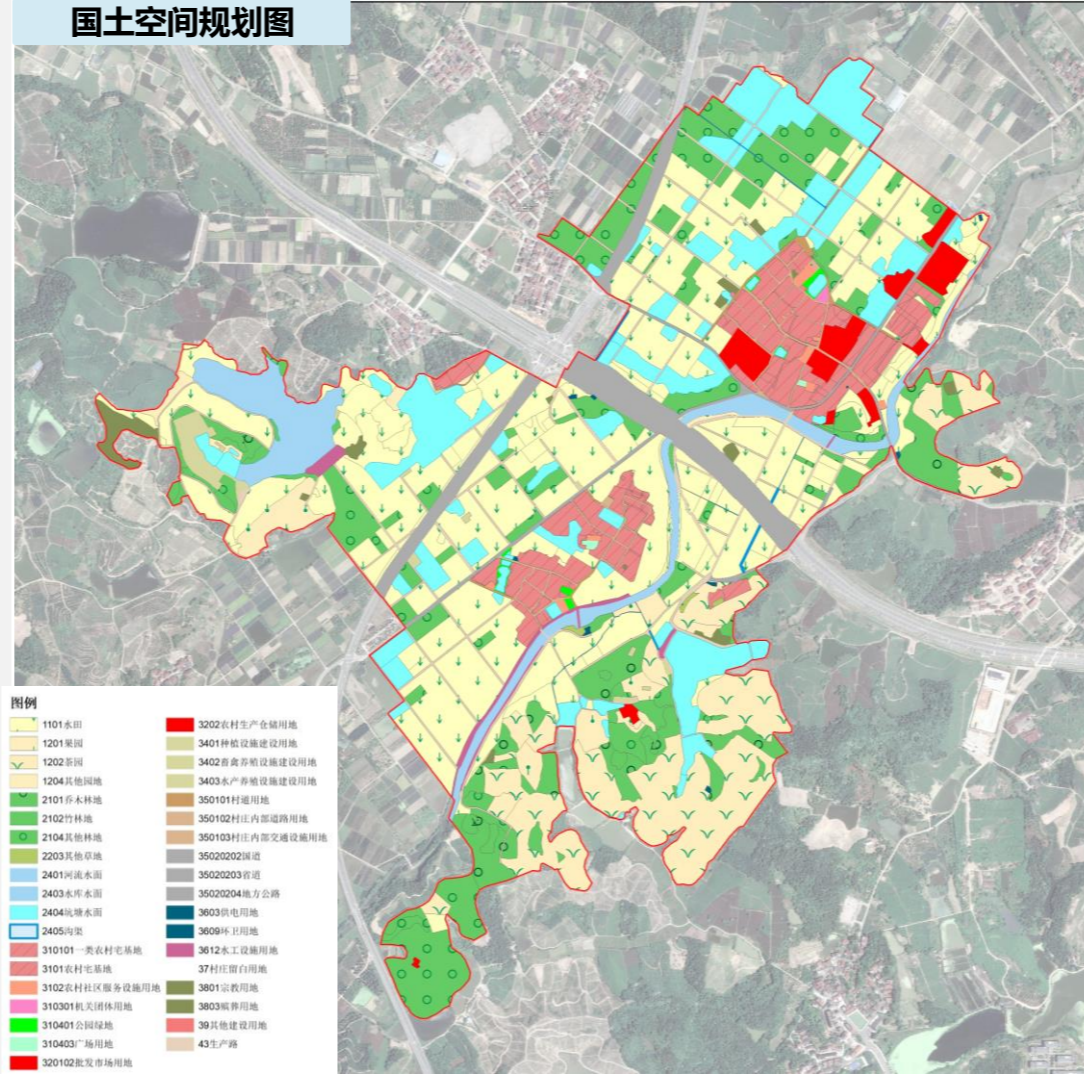 国土空间规划图
图例
1101水田
1201果园
1202茶园
1204其他园地
2101乔木林地
2102竹林地
2104其他林地
2203其他草地
2401河流水面
2403水库水面
2404坑塘水面
2405沟渠
310101一类农村宅基地
3101农村宅基地
3102农村社区服务设施用地
310301机关团体用地
310401公园绿地
310403广场用地
320102批发市场用地
3202农村生产仓储用地
3401种植设施建设用地
3402畜禽养殖设施建设用地
3403水产养殖设施建设用地
350101村道用地
350102村庄内部道路用地
350103村庄内部交通设施用地
35020202国道
35020203省道
35020204地方公路
3603供电用地
3609环卫用地
3612水工设施用地
37村庄留白用地
3801宗教用地
3803殡葬用地
39其他建设用地
43生产路